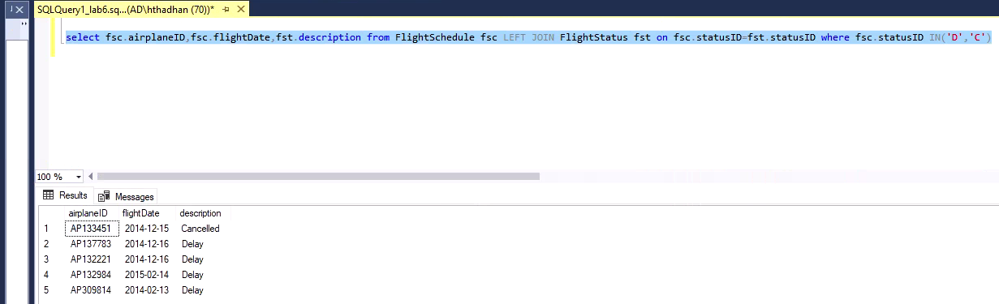 SQLQuery1_lab6.sq...(AD\hthadhan (70))*
select fsc.airplaneID,fsc.flightDate,fst.description from FlightSchedule fsc LEFT JOIN FlightStatus fst on fsc.statusID=fst.statusID where fsc.statusID IN('D','C')
100 %
Results Messages
airplaneID flightDate description
1 AP133451 2014-12-15 Cancelled
2 AP137783 2014-12-16 Delay
3 AP132221 2014-12-16 Delay
4 AP132984 2015-02-14 Delay
5 AP309814 2014-02-13 Delay